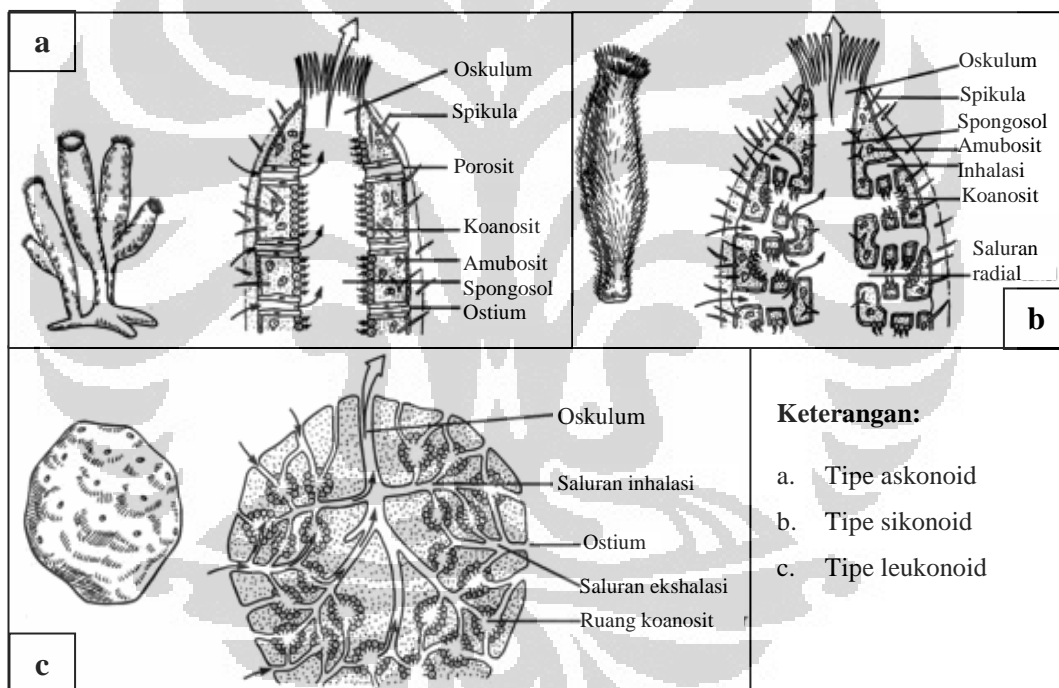 a
Oskulum
Spikula
Porosit
Koanosit
Amubosit
Spongosol
Ostium
Oskulum
Spikula
Spongosol
Amubosit
Inhalasi
Koanosit
Saluran
radial
b
Oskulum
Saluran inhalasi
Ostium
Saluran ekshalasi
Ruang koanosit
c
Keterangan:
a. Tipe askonoid
b. Tipe sikonoid
c. Tipe leukonoid